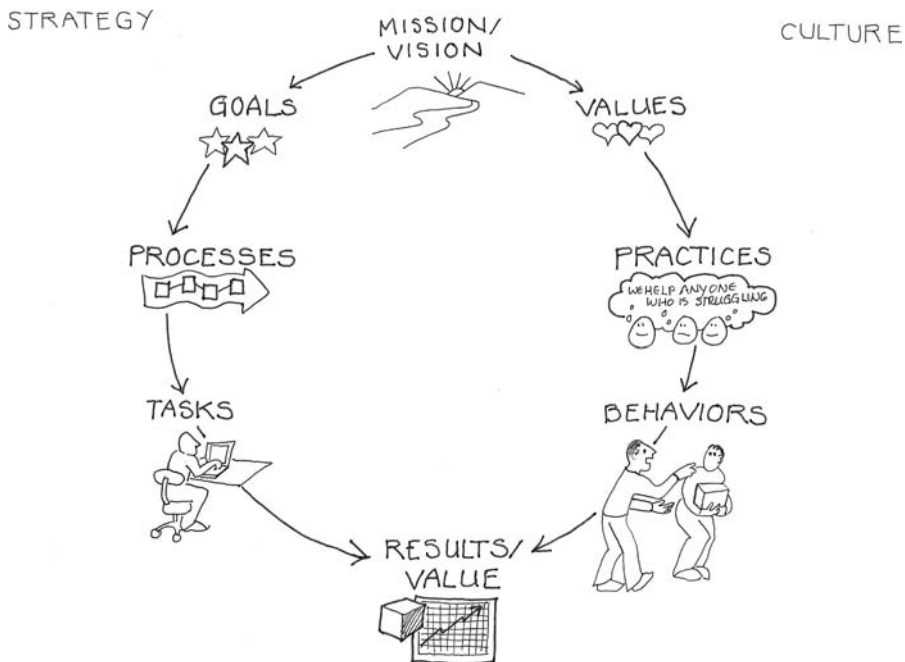 STRATEGY
MISSION/
VISION
CULTURE
GOALS
VALUES
PROCESSES
PRACTICES
WE HELP ANYONE
WHO IS STRUGGLING
TASKS
BEHAVIORS
RESULTS/
VALUE